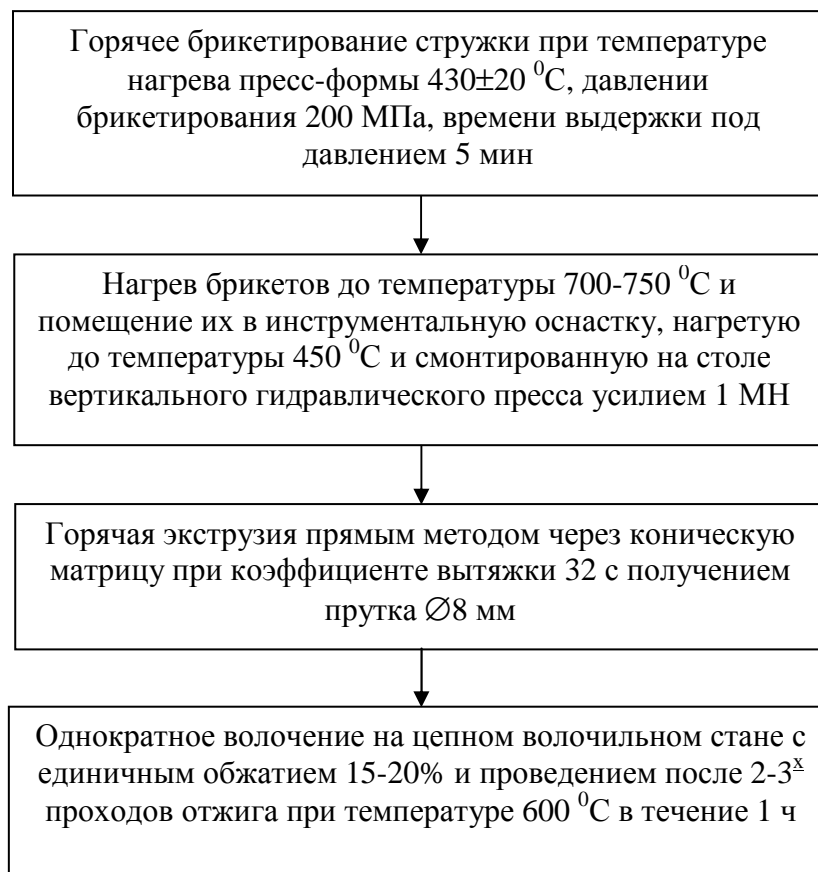 Горячее брикетирование стружки при температуре
нагрева пресс-формы 430±20 ⁰С, давлении
брикетирования 200 МПа, времени выдержки под
давлением 5 мин
Нагрев брикетов до температуры 700-750 ⁰С и
помещение их в инструментальную оснастку, нагретую
до температуры 450 ⁰С и смонтированную на столе
вертикального гидравлического пресса усилием 1 МН
Горячая экструзия прямым методом через коническую
матрицу при коэффициенте вытяжки 32 с получением
прутка ∅8 мм
Однократное волочение на цепном волочильном стане с
единичным обжатием 15-20% и проведением после 2-3ˣ
проходов отжига при температуре 600 ⁰С в течение 1 ч